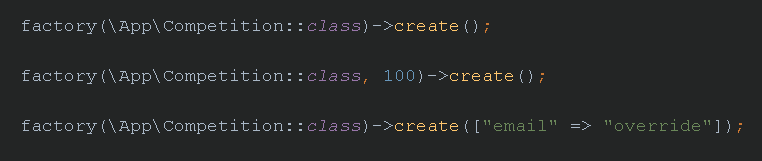 factory(\App\Competition::class)->create();
factory(\App\Competition::class, 100)->create();
factory(\App\Competition::class)->create(["email" => "override"]);